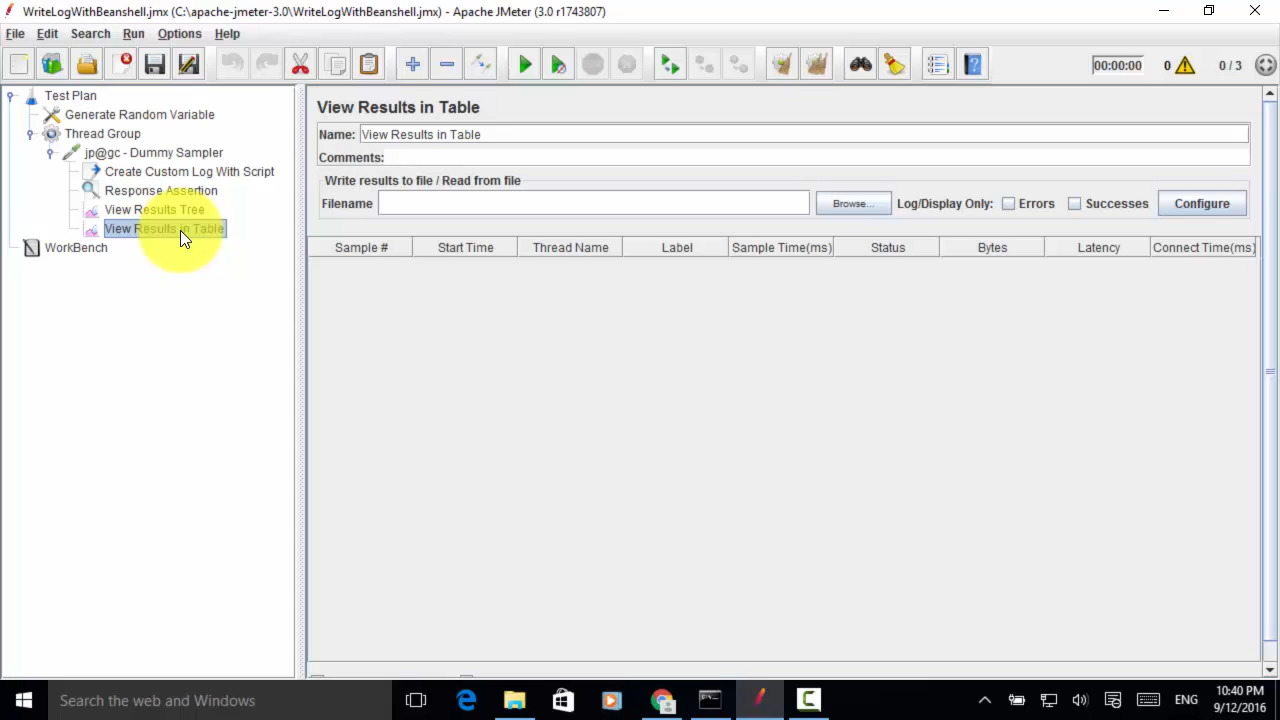 WriteLogWithBeanshell.jmx (C:\apache-jmeter-3.0\WriteLogWithBeanshell.jmx) - Apache JMeter (3.0 r1743807)
File Edit Search Run Options Help
00:00:00 0 0 / 3
Test Plan
Generate Random Variable
Thread Group
jp@gc - Dummy Sampler
Create Custom Log With Script
Response Assertion
View Results Tree
View Results in Table
WorkBench
View Results in Table
Name: View Results in Table
Comments:
Write results to file / Read from file
Filename Browse... Log/Display Only: Errors Successes Configure
Sample # Start Time Thread Name Label Sample Time(ms) Status Bytes Latency Connect Time(ms)
Search the web and Windows
ENG
10:40 PM
9/12/2016